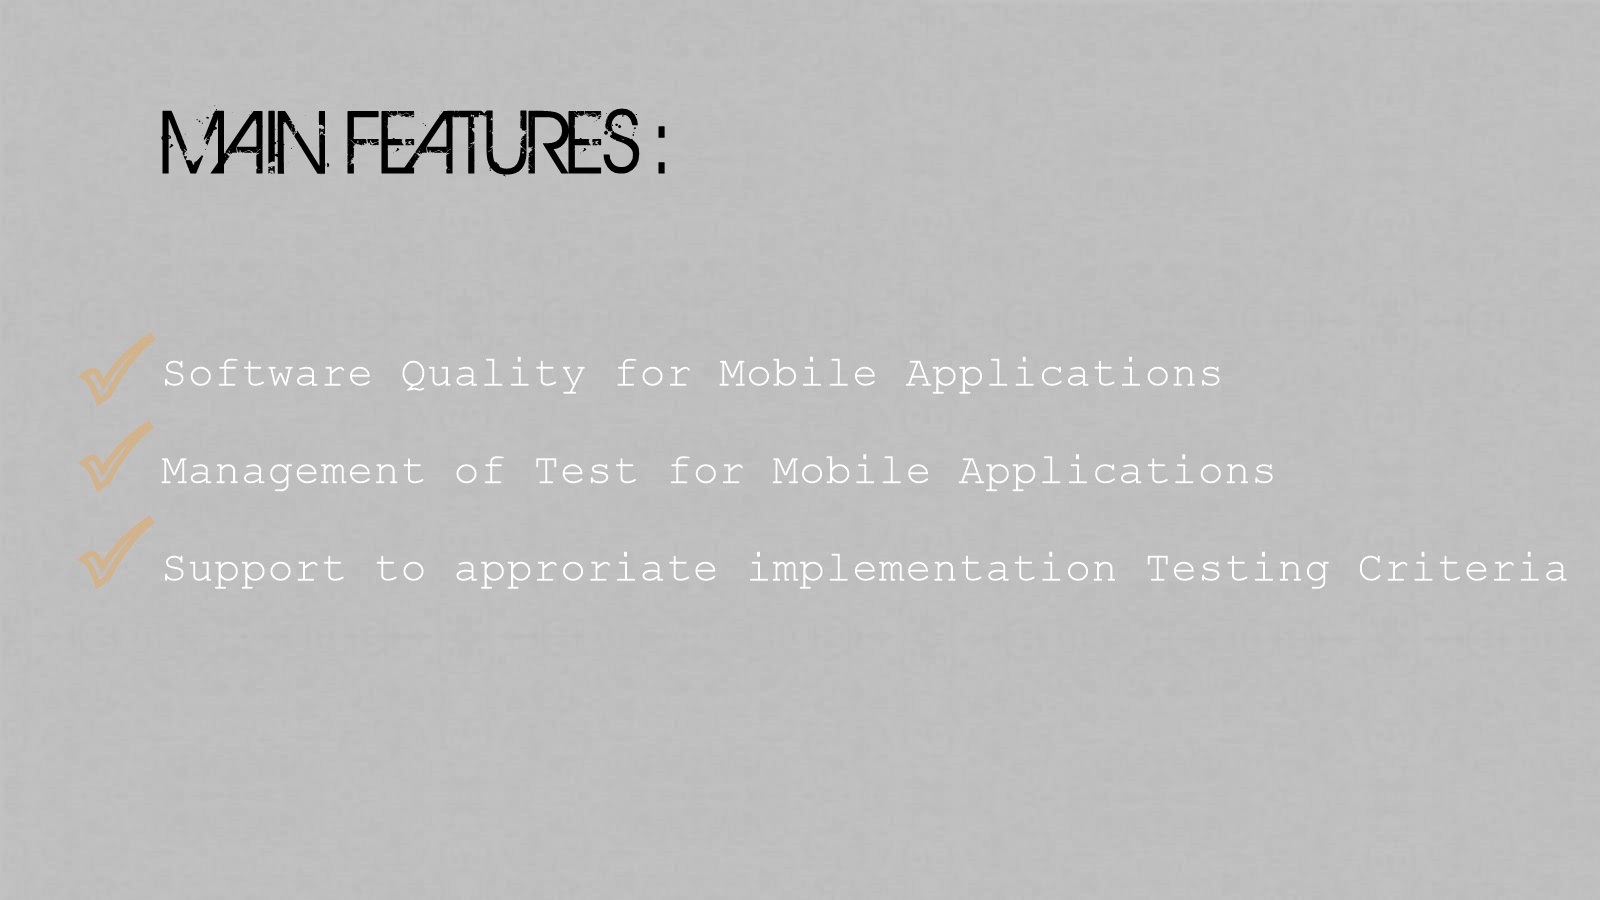 MAIN FEATURES :
Software Quality for Mobile Applications
Management of Test for Mobile Applications
Support to approriate implementation Testing Criteria